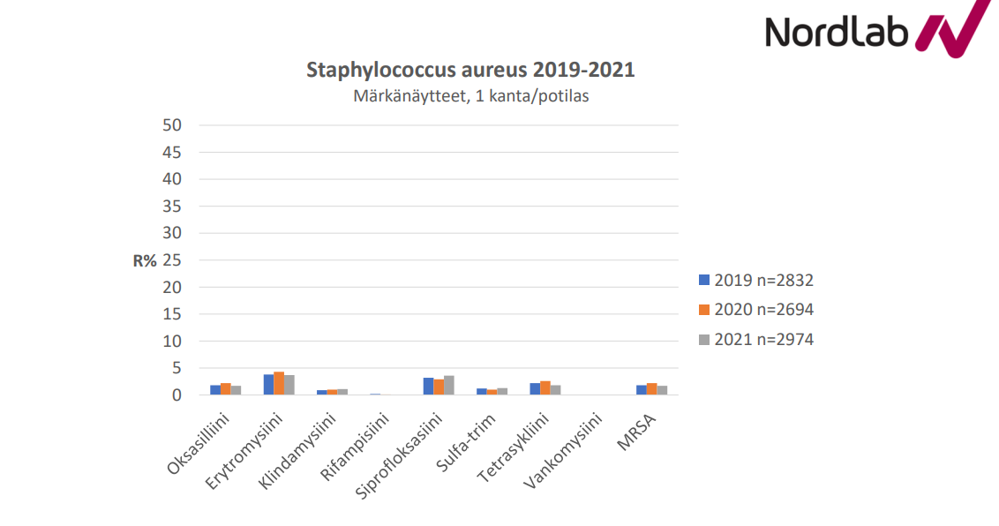 NordLab
Staphylococcus aureus 2019-2021
Märkänäytteet, 1 kanta/potilas
50
45
40
35
30
R% 25
20
15
10
5
0
2019 n=2832
2020 n=2694
2021 n=2974
Oksasilliini
Erytromysiini
Klindamysiini
Rifampisiini
Siprofloksasiini
Sulfa-trim
Tetrasykliini
Vankomysiini
MRSA